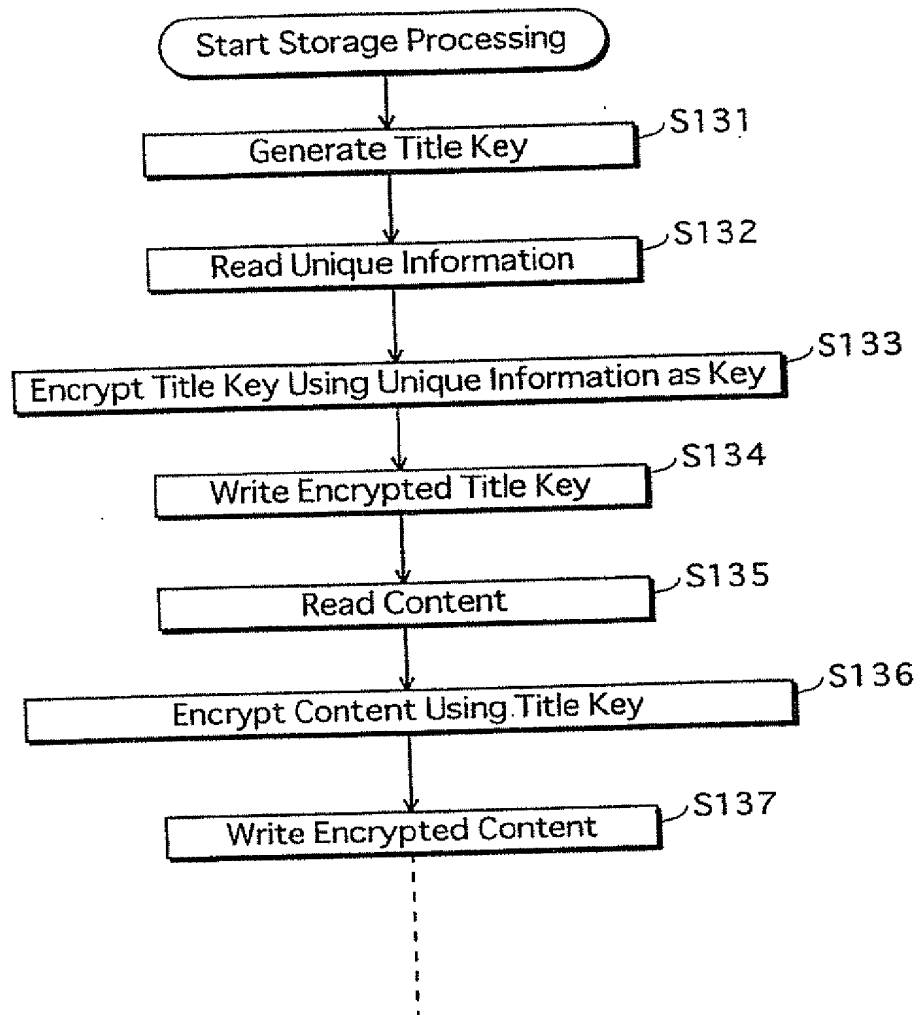 Start Storage Processing
Generate Title Key
S131
Read Unique Information
S132
Encrypt Title Key Using Unique Information as Key
S133
Write Encrypted Title Key
S134
Read Content
S135
Encrypt Content Using Title Key
S136
Write Encrypted Content
S137